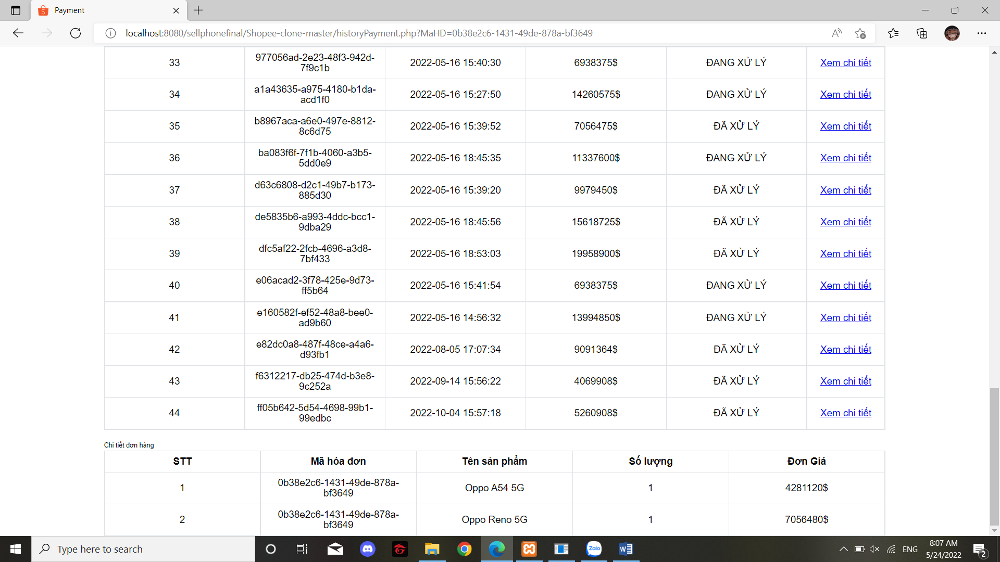 Payment
localhost:8080/sellphonefinal/Shopee-clone-master/historyPayment.php?MaHD=0b38e2c6-1431-49de-878a-bf3649
33 977056ad-2e23-48f3-942d-7f9c1b 2022-05-16 15:40:30 6938375$ ĐANG XỬ LÝ Xem chi tiết
34 a1a43635-a975-4180-b1da-acd1f0 2022-05-16 15:27:50 14260575$ ĐANG XỬ LÝ Xem chi tiết
35 b8967aca-a6e0-497e-8812-8c6d75 2022-05-16 15:39:52 7056475$ ĐÃ XỬ LÝ Xem chi tiết
36 ba083f6f-7f1b-4060-a3b5-5dd0e9 2022-05-16 18:45:35 11337600$ ĐANG XỬ LÝ Xem chi tiết
37 d63c6808-d2c1-49b7-b173-885d30 2022-05-16 15:39:20 9979450$ ĐÃ XỬ LÝ Xem chi tiết
38 de5835b6-a993-4ddc-bcc1-9dba29 2022-05-16 18:45:56 15618725$ ĐÃ XỬ LÝ Xem chi tiết
39 dfc5af22-2fcb-4696-a3d8-7bf433 2022-05-16 18:53:03 19958900$ ĐÃ XỬ LÝ Xem chi tiết
40 e06acad2-3f78-425e-9d73-ff5b64 2022-05-16 15:41:54 6938375$ ĐANG XỬ LÝ Xem chi tiết
41 e160582f-ef52-48a8-bee0-ad9b60 2022-05-16 14:56:32 13994850$ ĐANG XỬ LÝ Xem chi tiết
42 e82dc0a8-487f-48ce-a4a6-d93fb1 2022-08-05 17:07:34 9091364$ ĐÃ XỬ LÝ Xem chi tiết
43 f6312217-db25-474d-b3e8-9c252a 2022-09-14 15:56:22 4069908$ ĐÃ XỬ LÝ Xem chi tiết
44 ff05b642-5d54-4698-99b1-99edbc 2022-10-04 15:57:18 5260908$ ĐÃ XỬ LÝ Xem chi tiết
Chi tiết đơn hàng
STT Mã hóa đơn Tên sản phẩm Số lượng Đơn Giá
1 0b38e2c6-1431-49de-878a-bf3649 Oppo A54 5G 1 4281120$
2 0b38e2c6-1431-49de-878a-bf3649 Oppo Reno 5G 1 7056480$
Type here to search
Zalo
ENG
8:07 AM
5/24/2022
2